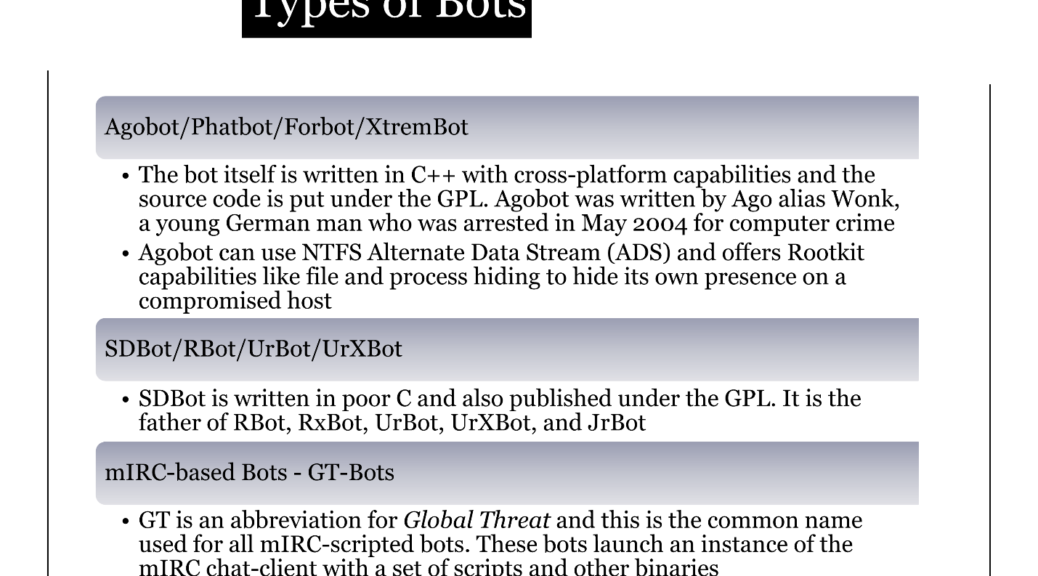 Types of Bots
Agobot/Phatbot/Forbot/XtremBot
• The bot itself is written in C++ with cross-platform capabilities and the
source code is put under the GPL. Agobot was written by Ago alias Wonk,
a young German man who was arrested in May 2004 for computer crime
• Agobot can use NTFS Alternate Data Stream (ADS) and offers Rootkit
capabilities like file and process hiding to hide its own presence on a
compromised host
SDBot/RBot/UrBot/UrXBot
• SDBot is written in poor C and also published under the GPL. It is the
father of RBot, RxBot, UrBot, UrXBot, and JrBot
mIRC-based Bots - GT-Bots
• GT is an abbreviation for Global Threat and this is the common name
used for all mIRC-scripted bots. These bots launch an instance of the
mIRC chat-client with a set of scripts and other binaries